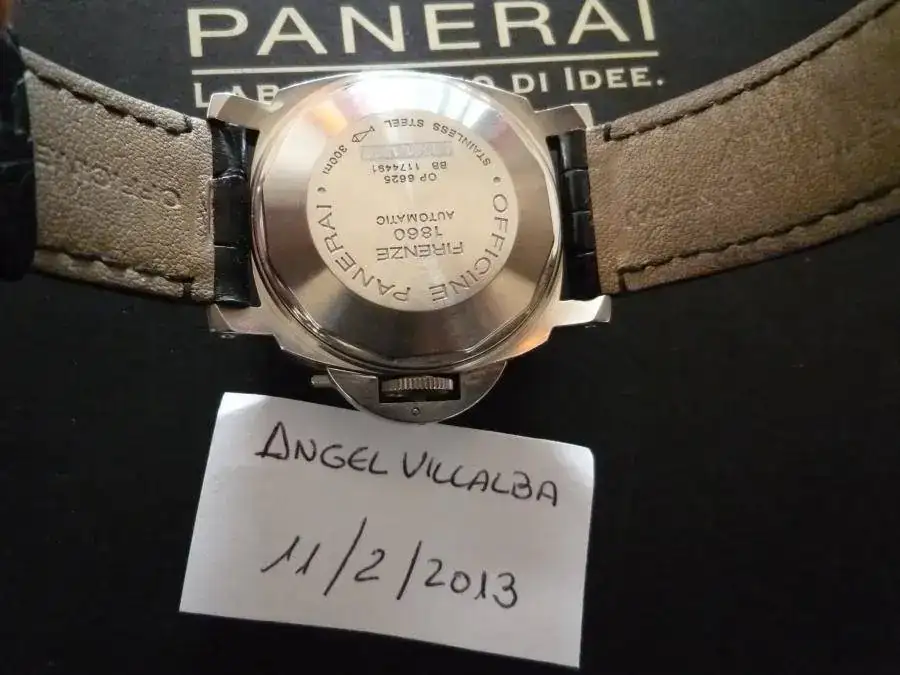 PANERAI
DI IDEE.
STAINLESS STEEL
300m
BB 1174491
OP 6625
AUTOMATIC
1860
FIRENZE
OFFICINE PANERAI
ANGEL VILLALBA
11/2/2013